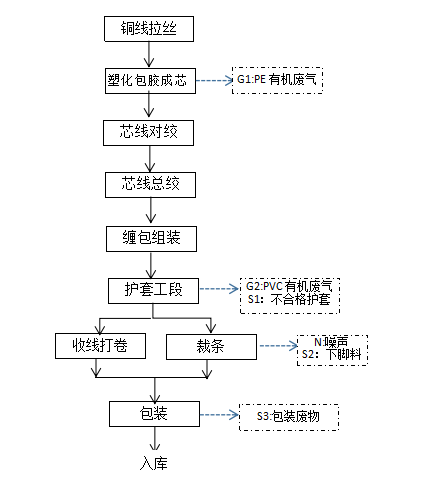 铜线拉丝
塑化包胶成芯
G1:PE 有机废气
芯线对绞
芯线总绞
缠包组装
护套工段
G2:PVC 有机废气
S1：不合格护套
收线打卷
裁条
N:噪声
S2：下脚料
包装
S3:包装废物
入库